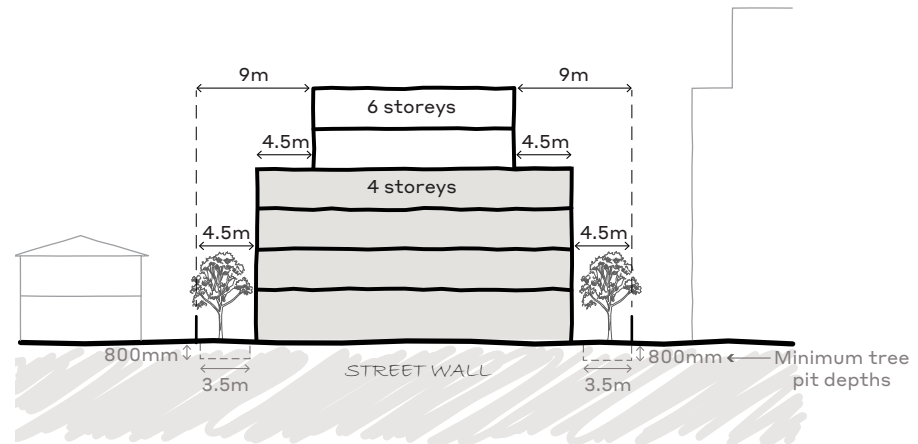 9m
9m
6 storeys
4.5m
4.5m
4 storeys
4.5m
4.5m
800mm
800mm
Minimum tree
pit depths
3.5m
STREET WALL
3.5m